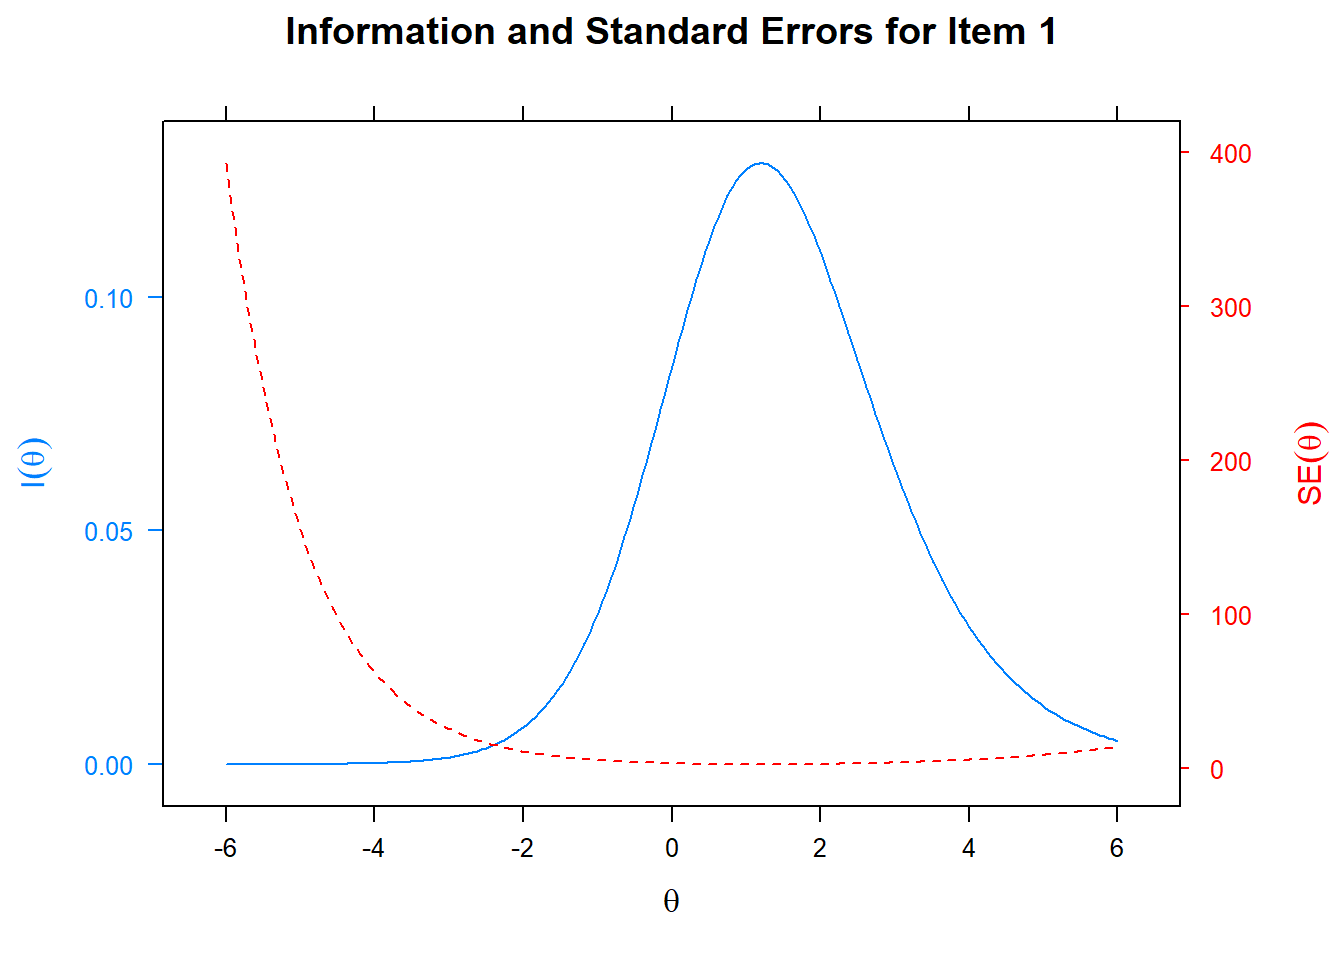 Information and Standard Errors for Item 1
I(θ)
0.10
0.05
0.00
400
300
200
100
0
SE(θ)
-6 -4 -2 0 2 4 6
θ